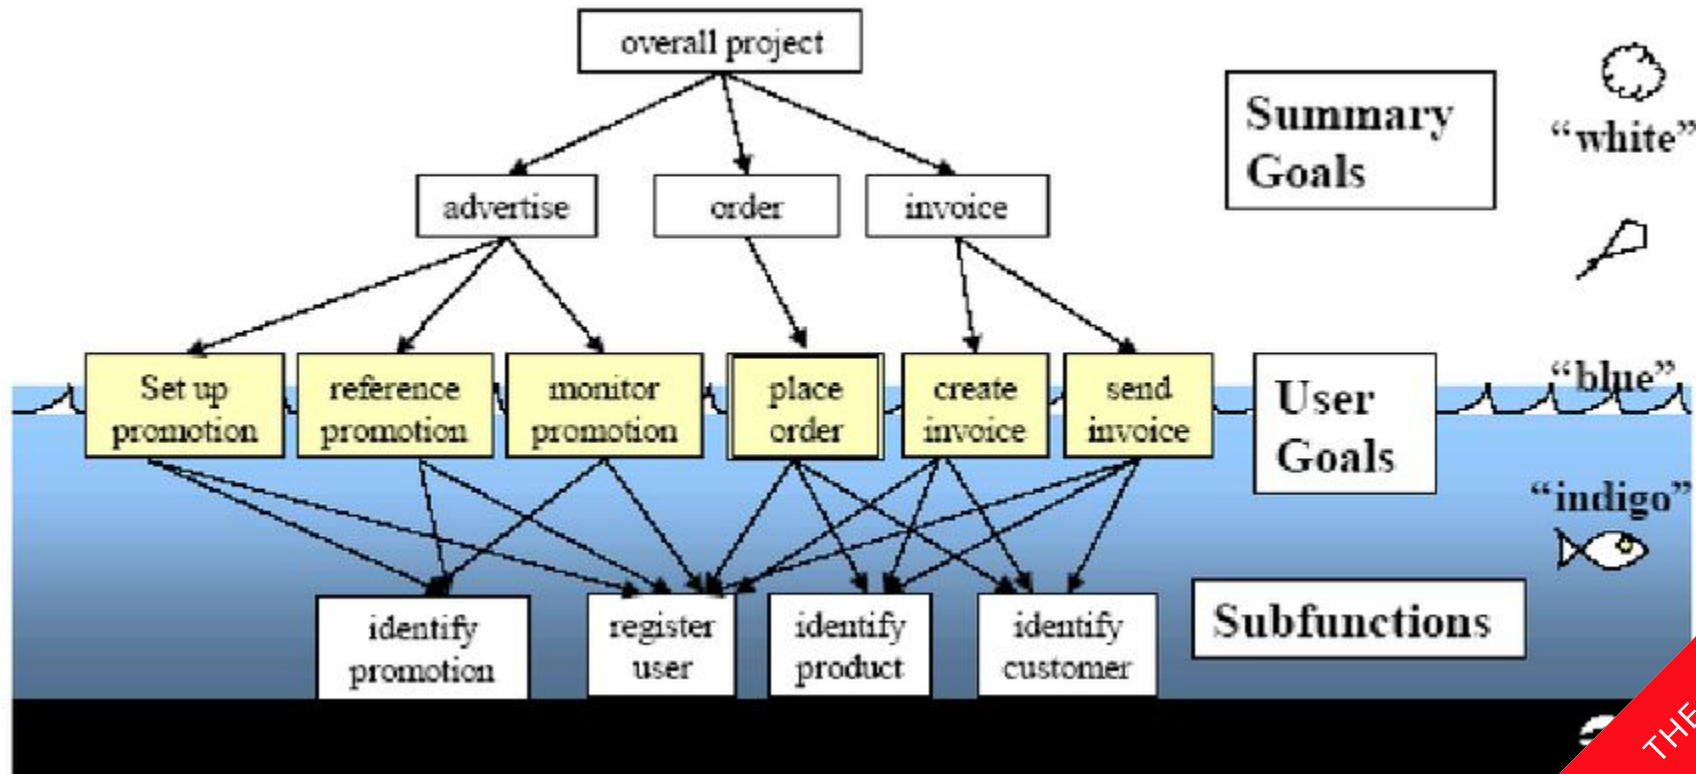 overall project
Summary
Goals
“white”
advertise
order
invoice
Set up
promotion
reference
promotion
monitor
promotion
place
order
create
invoice
send
invoice
User
Goals
“blue”
“indigo”
identify
promotion
register
user
identify
product
identify
customer
Subfunctions
THE